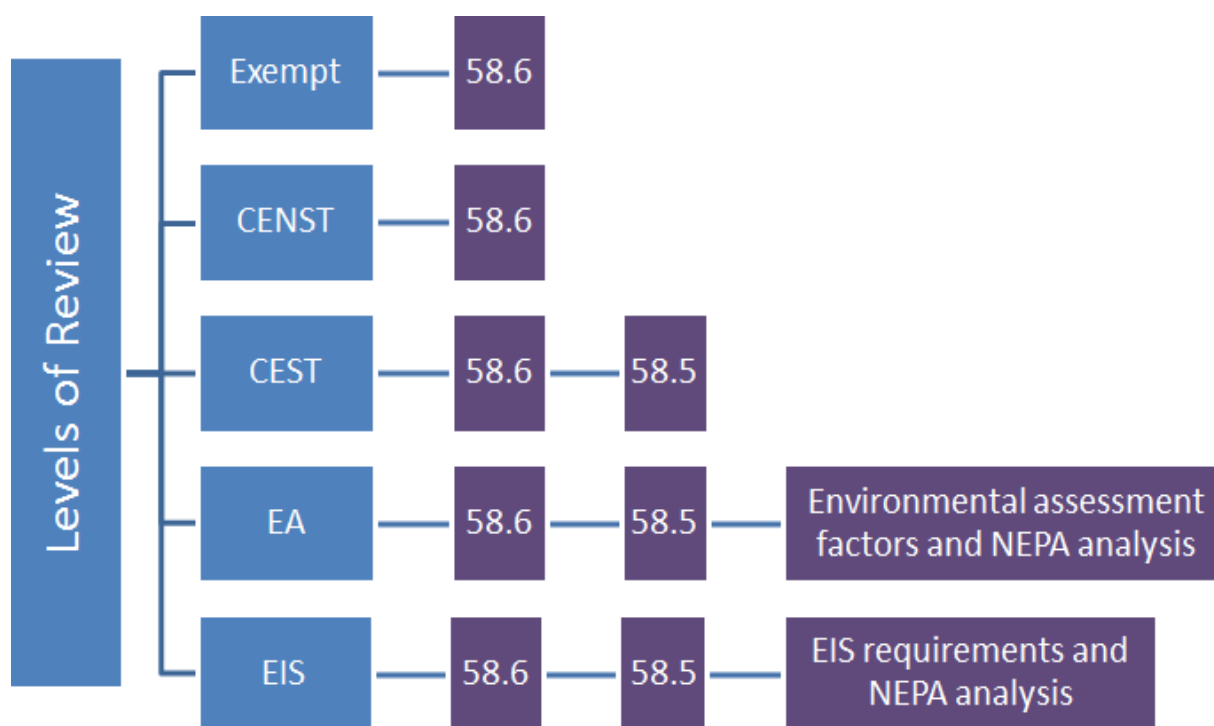 Levels of Review
Exempt
58.6
CENST
58.6
CEST
58.6
58.5
EA
58.6
58.5
Environmental assessment
factors and NEPA analysis
EIS
58.6
58.5
EIS requirements and
NEPA analysis